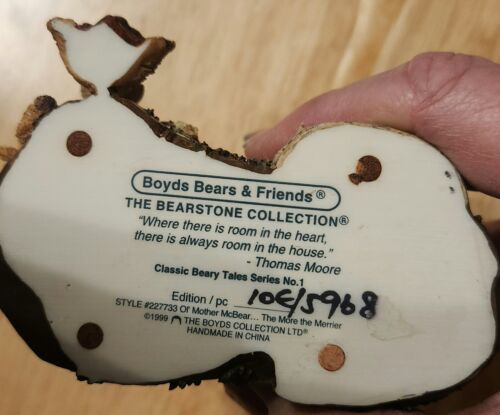 Boyds Bears & Friends®
THE BEARSTONE COLLECTION®
"Where there is room in the heart,
there is always room in the house."
- Thomas Moore
Classic Beary Tales Series No.1
Edition / pc 10E/5968
STYLE #227733 Of Mother McBear... The More the Merrier
©1999 THE BOYDS COLLECTION LTD®
HANDMADE IN CHINA